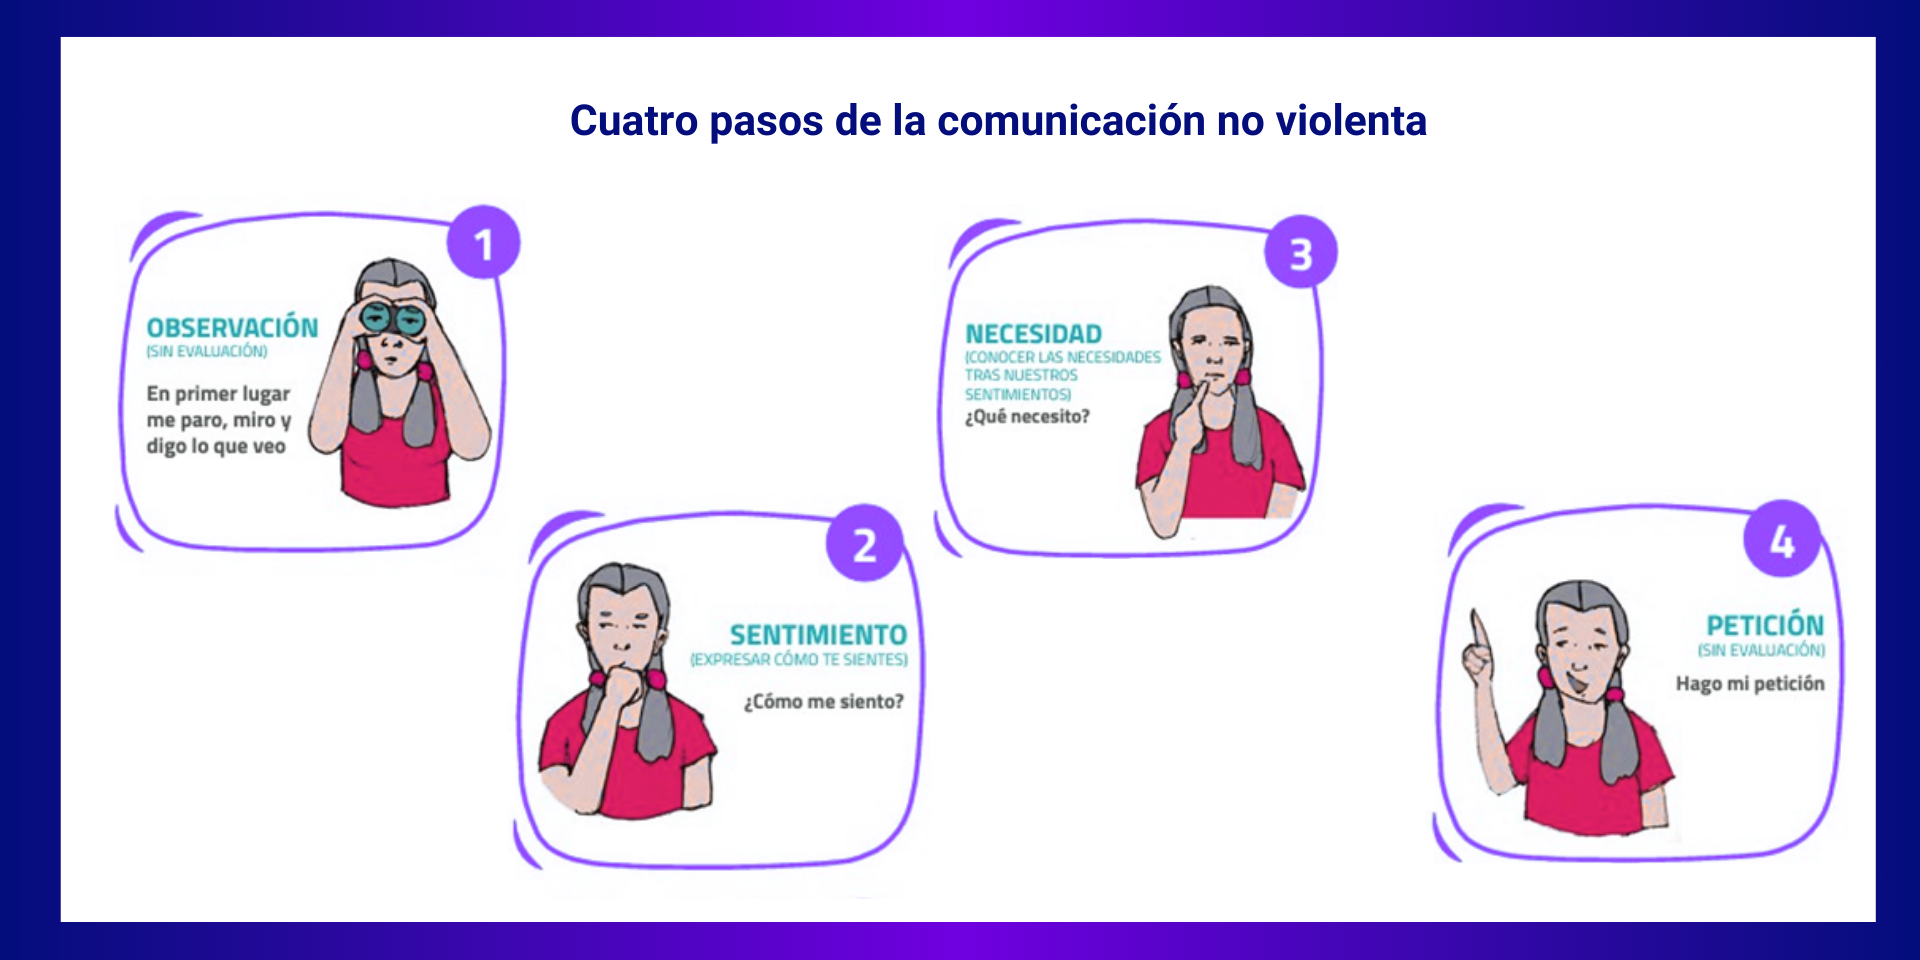 Cuatro pasos de la comunicación no violenta
1
OBSERVACIÓN
(SIN EVALUACIÓN)
En primer lugar
me paro, miro y
digo lo que veo
2
SENTIMIENTO
(EXPRESAR CÓMO TE SIENTES)
¿Cómo me siento?
3
NECESIDAD
(CONOCER LAS NECESIDADES
TRAS NUESTROS
SENTIMIENTOS)
¿Qué necesito?
4
PETICIÓN
(SIN EVALUACIÓN)
Hago mi petición